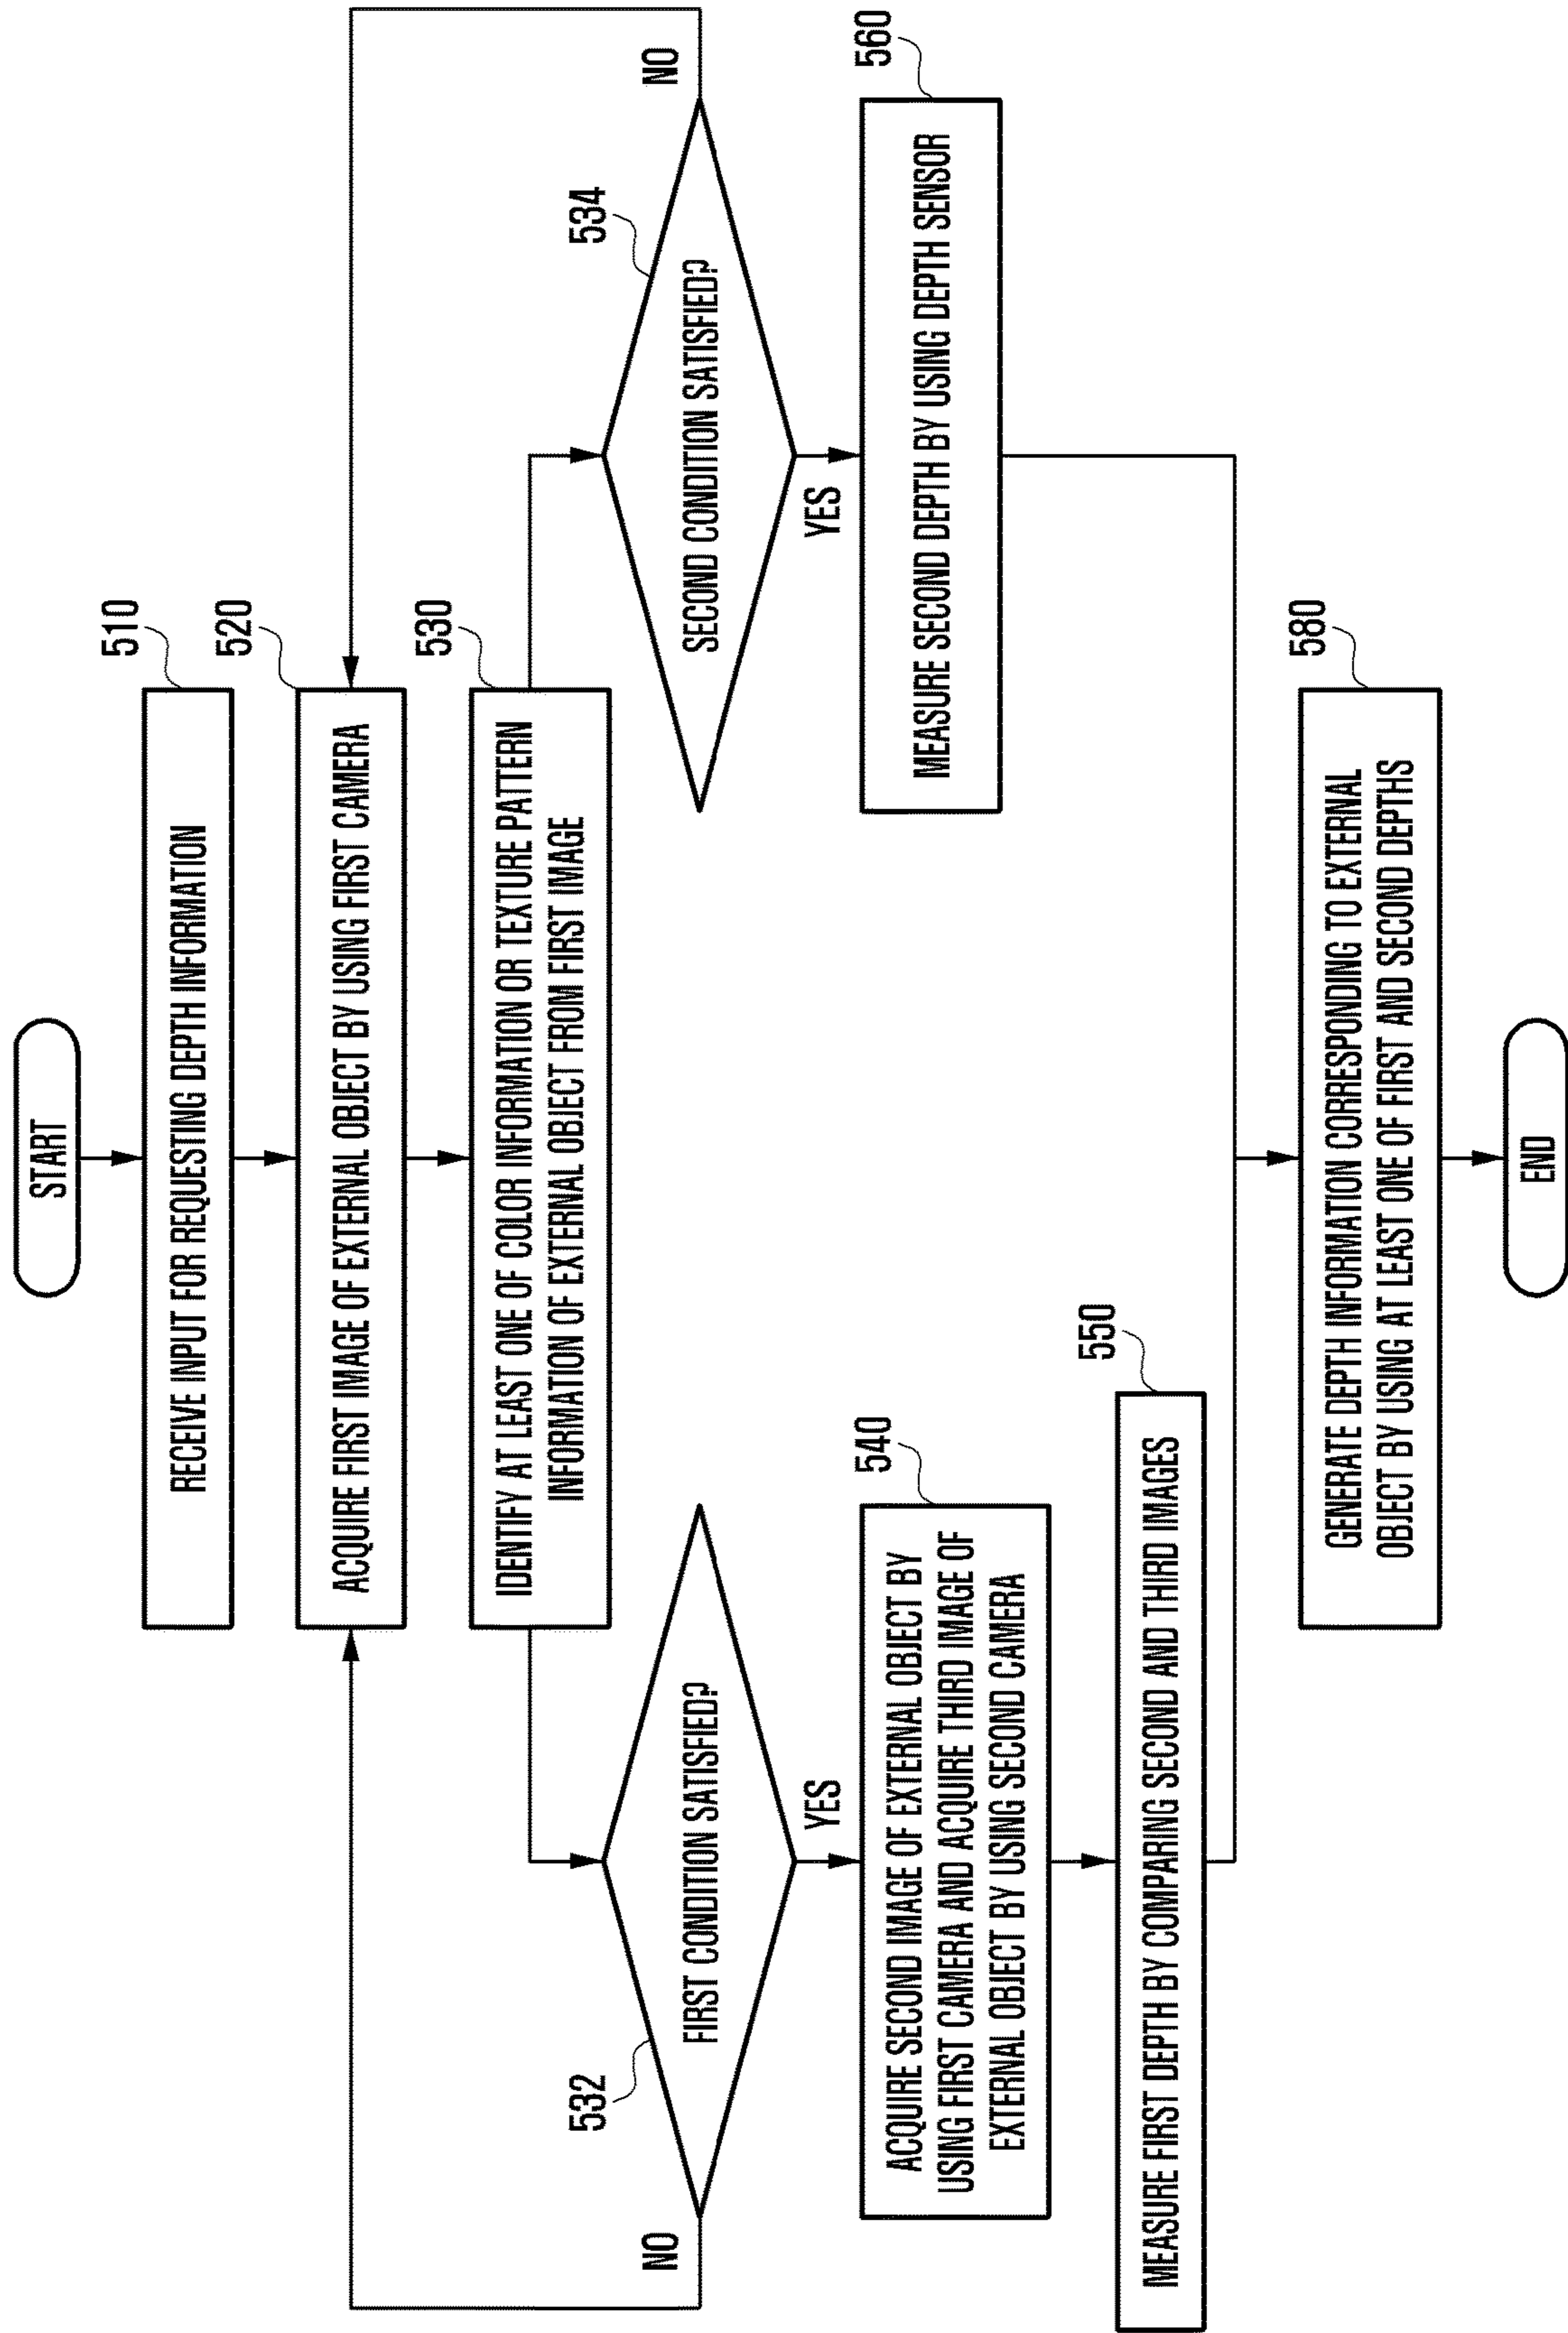 START
510
RECEIVE INPUT FOR REQUESTING DEPTH INFORMATION
520
ACQUIRE FIRST IMAGE OF EXTERNAL OBJECT BY USING FIRST CAMERA
530
IDENTIFY AT LEAST ONE OF COLOR INFORMATION OR TEXTURE PATTERN
INFORMATION OF EXTERNAL OBJECT FROM FIRST IMAGE
532
FIRST CONDITION SATISFIED?
NO
YES
534
SECOND CONDITION SATISFIED?
NO
YES
540
ACQUIRE SECOND IMAGE OF EXTERNAL OBJECT BY
USING FIRST CAMERA AND ACQUIRE THIRD IMAGE OF
EXTERNAL OBJECT BY USING SECOND CAMERA
560
MEASURE SECOND DEPTH BY USING DEPTH SENSOR
550
MEASURE FIRST DEPTH BY COMPARING SECOND AND THIRD IMAGES
580
GENERATE DEPTH INFORMATION CORRESPONDING TO EXTERNAL
OBJECT BY USING AT LEAST ONE OF FIRST AND SECOND DEPTHS
END